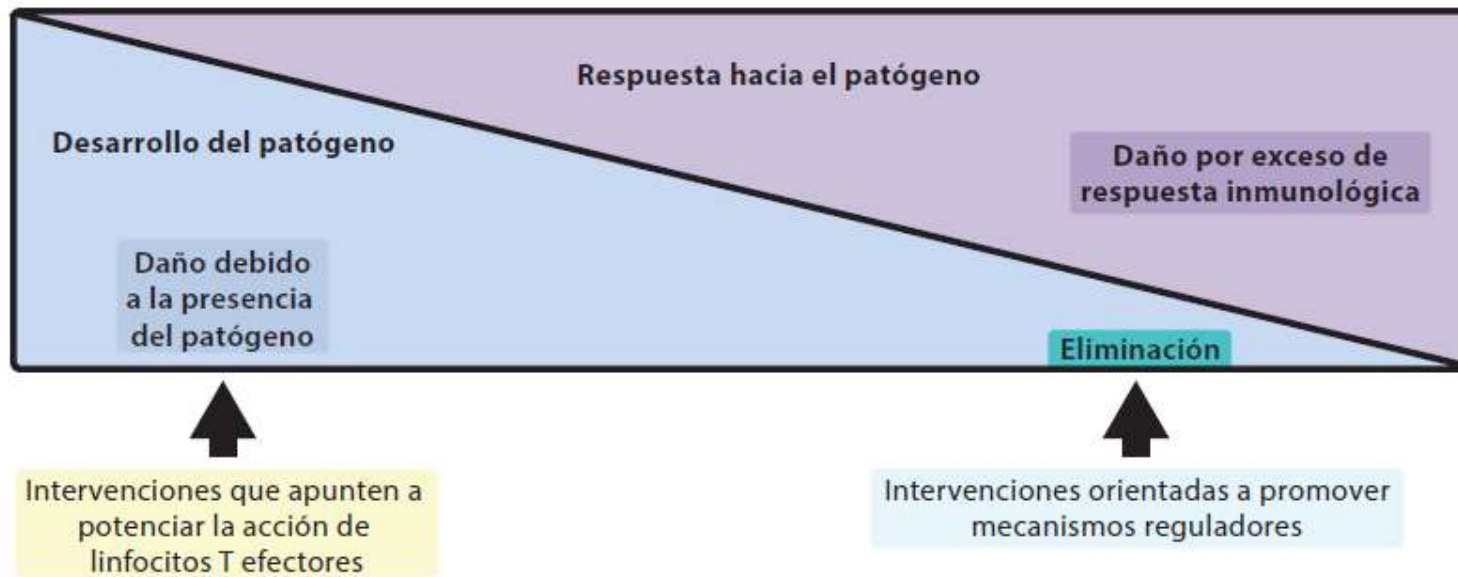 Respuesta hacia el patógeno
Desarrollo del patógeno
Daño por exceso de
respuesta inmunológica
Daño debido
a la presencia
del patógeno
Eliminación
Intervenciones que apunten a
potenciar la acción de
linfocitos T efectores
Intervenciones orientadas a promover
mecanismos reguladores